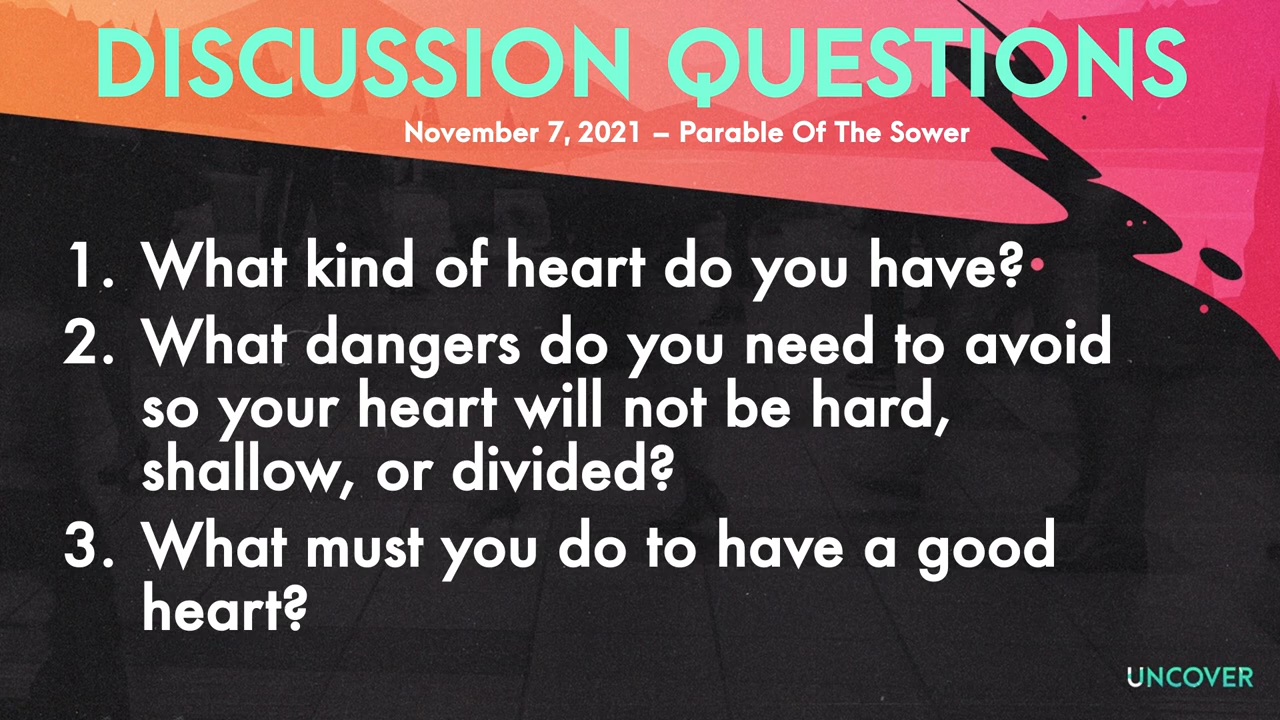 DISCUSSION QUESTIONS
November 7, 2021 – Parable Of The Sower
1. What kind of heart do you have?
2. What dangers do you need to avoid
so your heart will not be hard,
shallow, or divided?
3. What must you do to have a good
heart?
UNCOVER